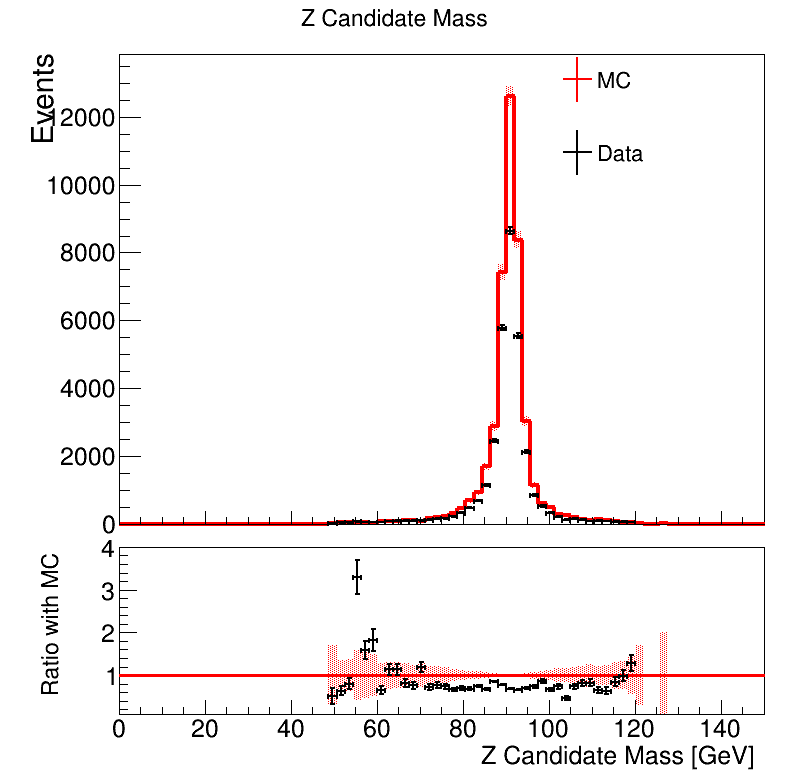 Z Candidate Mass
Events
MC
Data
12000
10000
8000
6000
4000
2000
0
Ratio with MC
4
3
2
1
0 20 40 60 80 100 120 140
Z Candidate Mass [GeV]